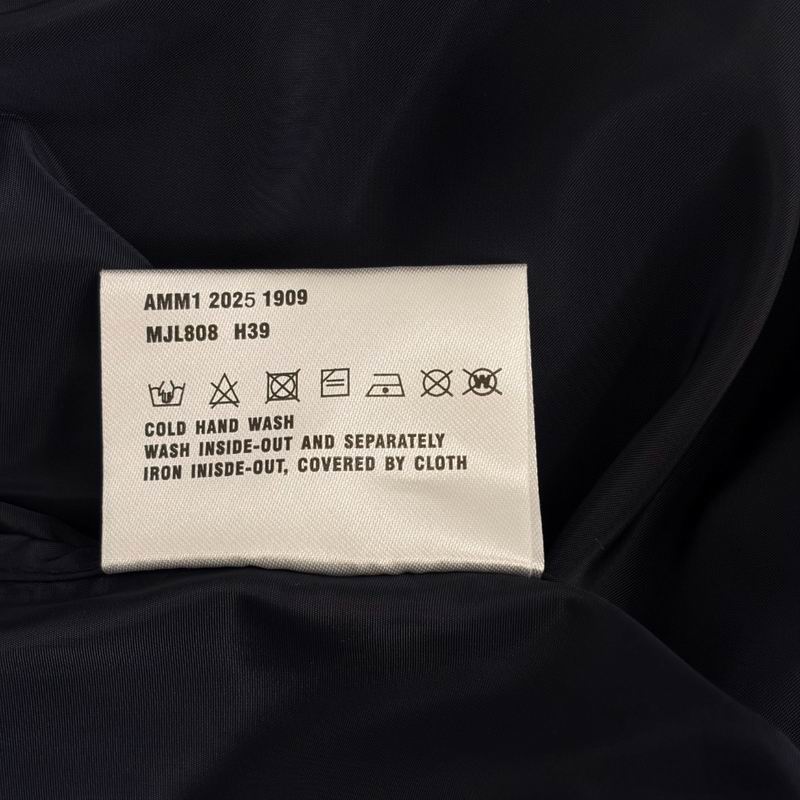 AMM1 2025 1909
MJL808 H39
W
COLD HAND WASH
WASH INSIDE-OUT AND SEPARATELY
IRON INISDE-OUT, COVERED BY CLOTH